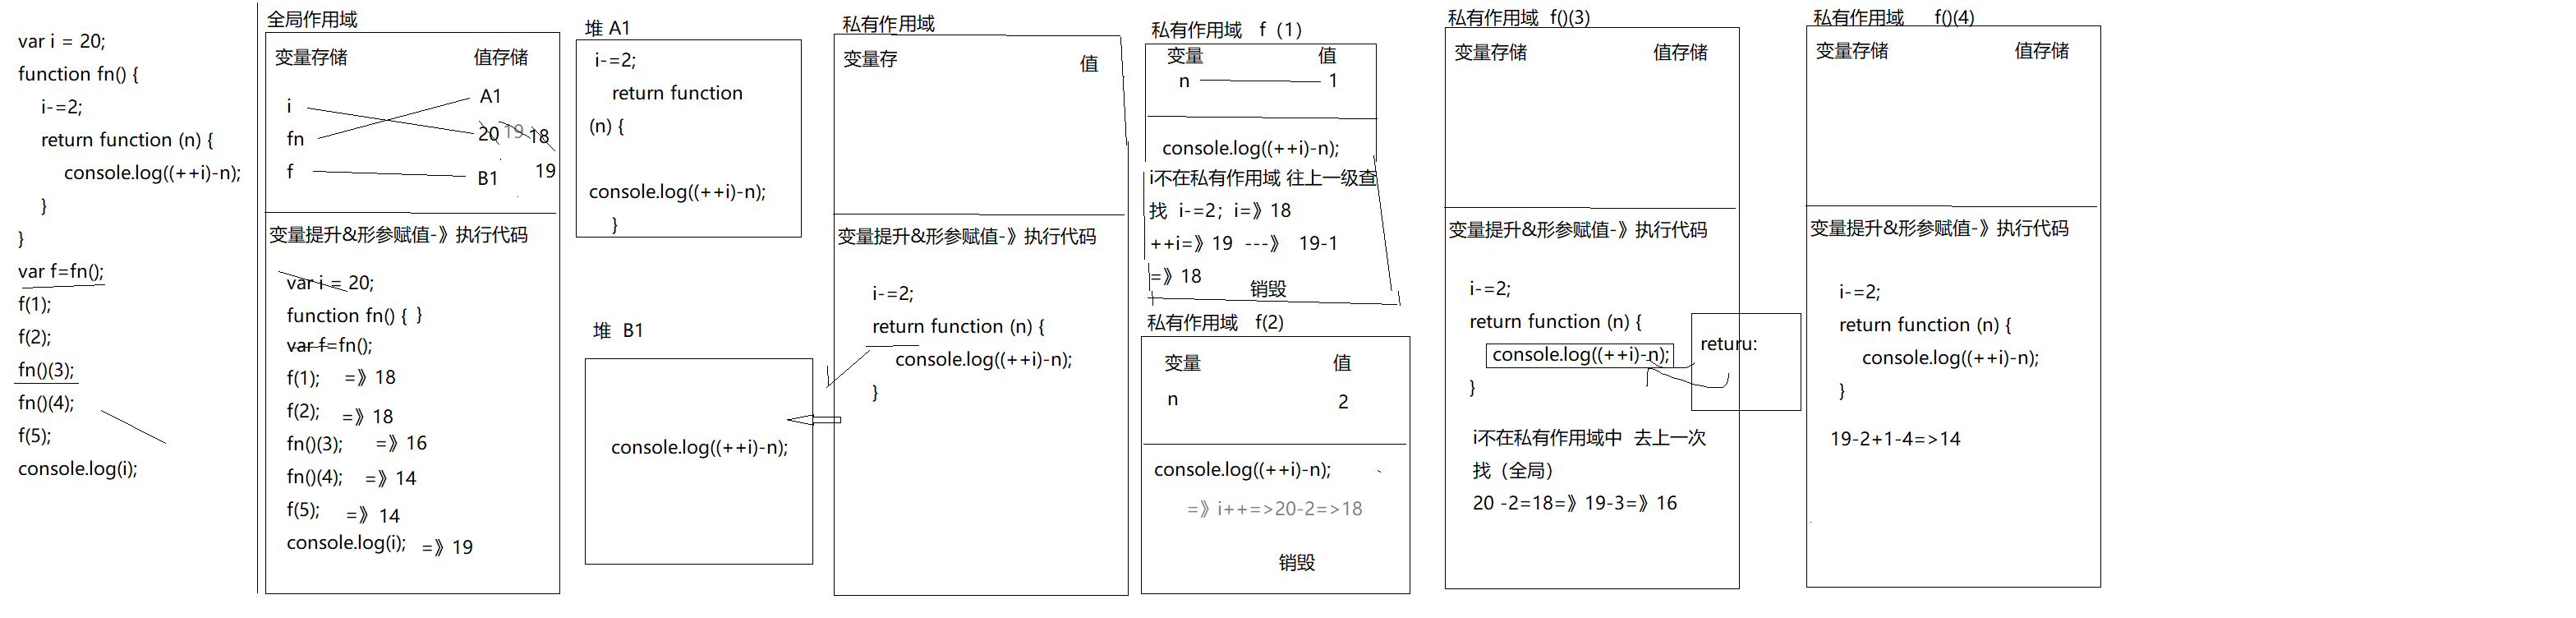 var i = 20;
function fn() {
i-=2;
return function (n) {
console.log((++i)-n);
}
}
var f=fn();
f(1);
f(2);
fn()(3);
fn()(4);
f(5);
console.log(i);
全局作用域
变量存储 值存储
i
fn
f
A1
20 19 18
19
B1
变量提升&形参赋值-》执行代码
var i = 20;
function fn() { }
var f=fn();
f(1); =》18
f(2); =》18
fn()(3); =》16
fn()(4); =》14
f(5); =》14
console.log(i); =》19
堆 A1
i-=2;
return function
(n) {
console.log((++i)-n);
}
堆 B1
console.log((++i)-n);
私有作用域
变量存 值
变量提升&形参赋值-》执行代码
i-=2;
return function (n) {
console.log((++i)-n);
}
私有作用域 f（1）
变量 值
n 1
console.log((++i)-n);
i不在私有作用域 往上一级查
找 i-=2；i=》18
++i=》19 ---》 19-1
=》18
销毁
私有作用域 f(2)
变量 值
n 2
console.log((++i)-n);
=》i++=>20-2=>18
销毁
私有作用域 f()(3)
变量存储 值存储
变量提升&形参赋值-》执行代码
i-=2;
return function (n) {
console.log((++i)-n);
}
returu:
i不在私有作用域中 去上一次
找（全局）
20 -2=18=》19-3=》16
私有作用域 f()(4)
变量存储 值存储
变量提升&形参赋值-》执行代码
i-=2;
return function (n) {
console.log((++i)-n);
}
19-2+1-4=>14